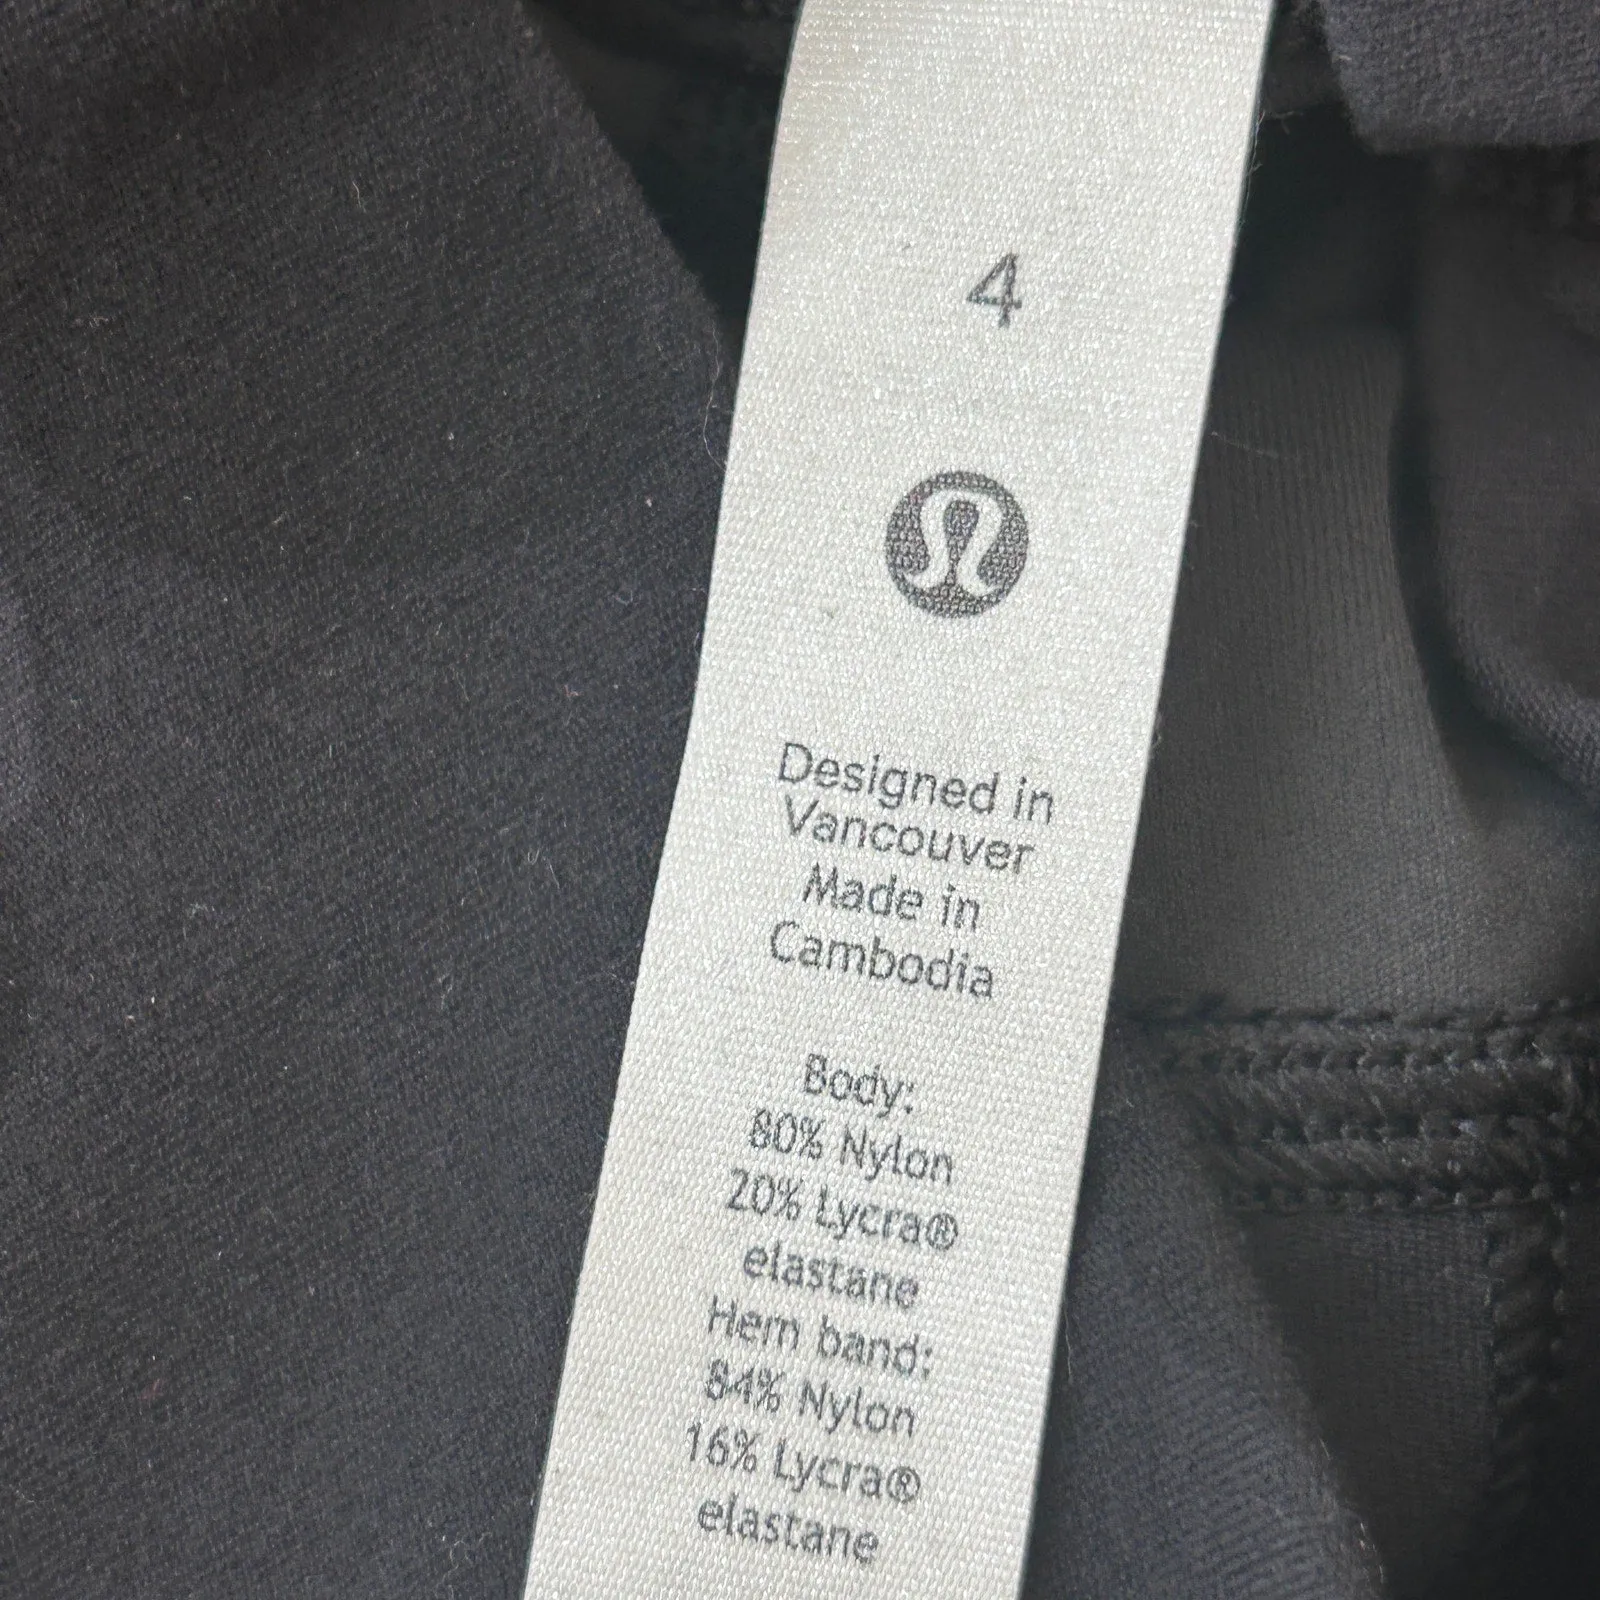 4
Designed in
Vancouver
Made in
Cambodia
Body:
80% Nylon
20% Lycra®
elastane
Hem band:
84% Nylon
16% Lycra®
elastane